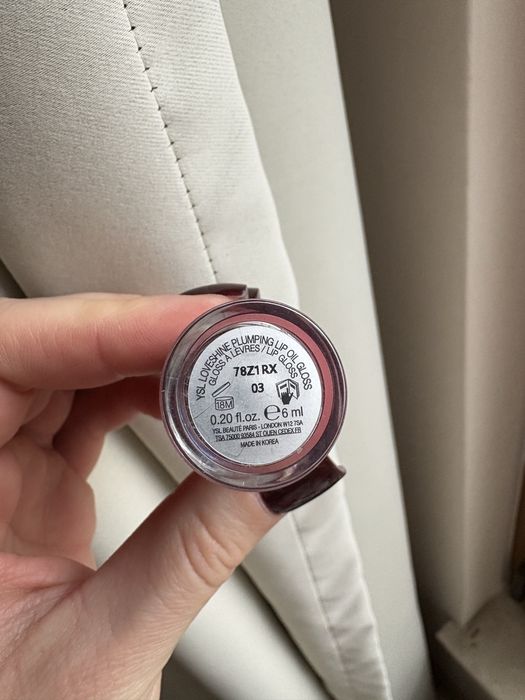 YSL LOVESHINE PLUMPING LIP OIL GLOSS
GLOSS À LÈVRES / LIP GLOSS
78Z1RX
03
18M
0.20 fl.oz. ℮ 6 ml
YSL BEAUTÉ PARIS - LONDON W12 7SA
TSA 75000 93584 ST OUEN CEDEX.FR
MADE IN KOREA